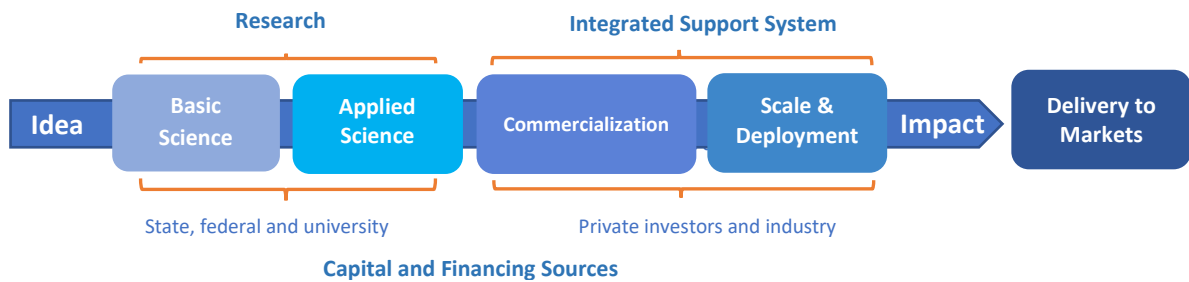 Research
Integrated Support System
Idea
Basic
Science
Applied
Science
Commercialization
Scale &
Deployment
Impact
Delivery to
Markets
State, federal and university
Private investors and industry
Capital and Financing Sources